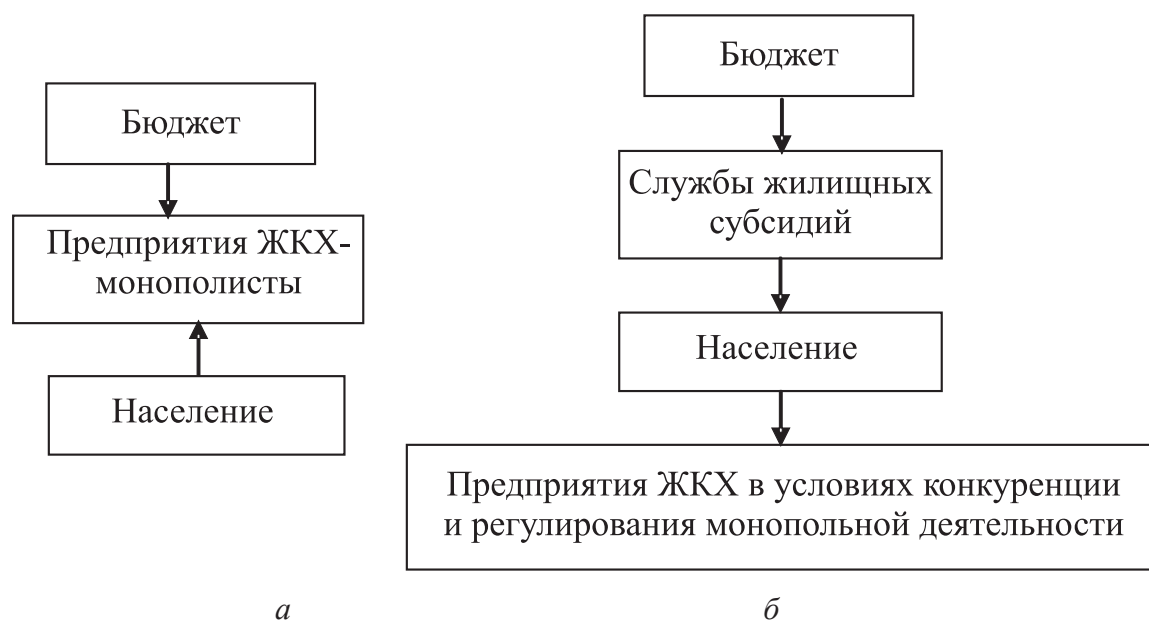 Бюджет
Предприятия ЖКХ-
монополисты
Население
а
Бюджет
Службы жилищных
субсидий
Население
Предприятия ЖКХ в условиях конкуренции
и регулирования монопольной деятельности
б